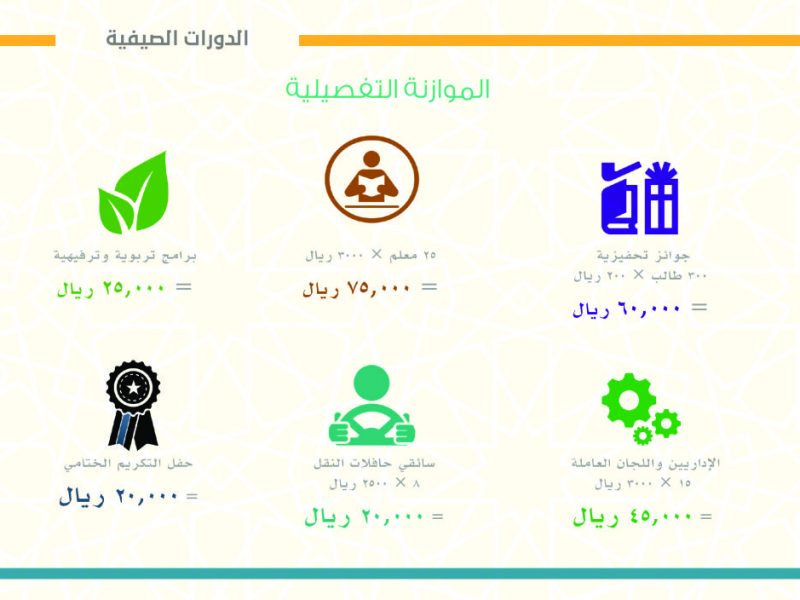 الدورات الصيفية
الموازنة التفصيلية
جوائز تحفيزية
٣٠٠ طالب × ٢٠٠ ريال
= ٦٠,٠٠٠ ريال
٢٥ معلم × ٣٠٠٠ ريال
= ٧٥,٠٠٠ ريال
برامج تربوية وترفيهية
= ٢٥,٠٠٠ ريال
الإداريين واللجان العاملة
١٥ × ٣٠٠٠ ريال
= ٤٥,٠٠٠ ريال
سائقي حافلات النقل
٨ × ٢٥٠٠ ريال
= ٢٠,٠٠٠ ريال
حفل التكريم الختامي
= ٢٠,٠٠٠ ريال